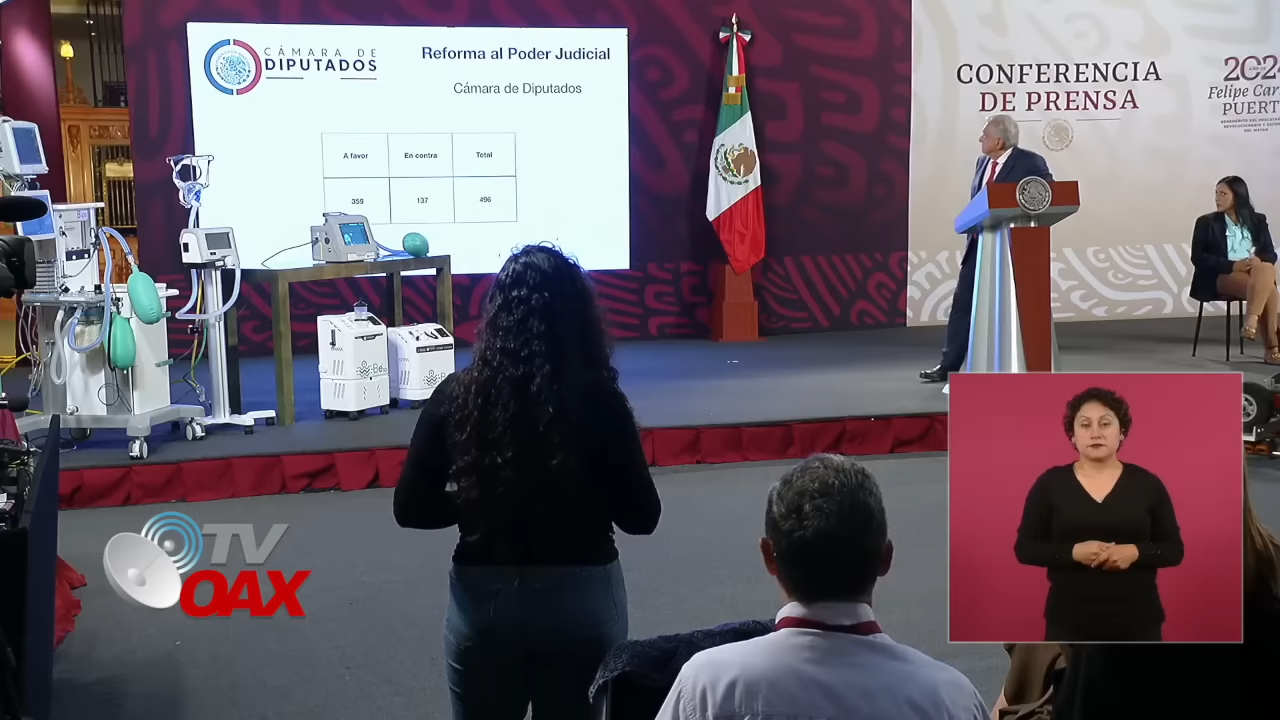 CÁMARA DE
DIPUTADOS
Reforma al Poder Judicial
Cámara de Diputados
A favor
En contra
Total
359
137
496
CONFERENCIA
DE PRENSA
202
Felipe Car
PUERT
TV
OAX